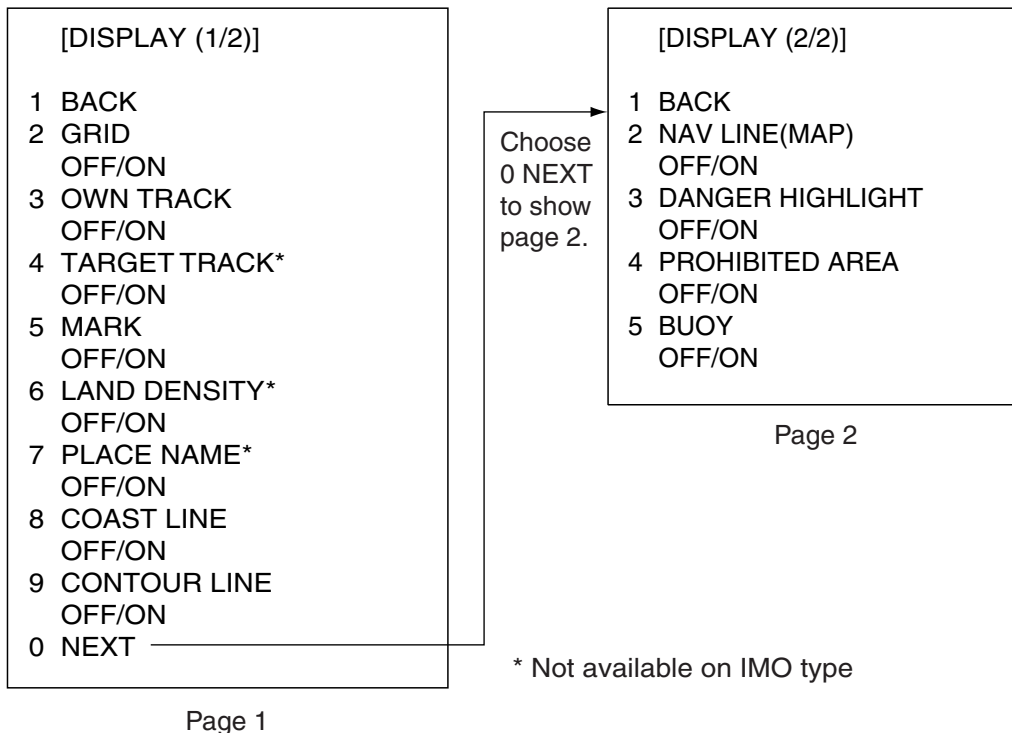 [DISPLAY (1/2)]
1 BACK
2 GRID
OFF/ON
3 OWN TRACK
OFF/ON
4 TARGET TRACK*
OFF/ON
5 MARK
OFF/ON
6 LAND DENSITY*
OFF/ON
7 PLACE NAME*
OFF/ON
8 COAST LINE
OFF/ON
9 CONTOUR LINE
OFF/ON
0 NEXT
Page 1
Choose
0 NEXT
to show
page 2.
[DISPLAY (2/2)]
1 BACK
2 NAV LINE(MAP)
OFF/ON
3 DANGER HIGHLIGHT
OFF/ON
4 PROHIBITED AREA
OFF/ON
5 BUOY
OFF/ON
Page 2
* Not available on IMO type